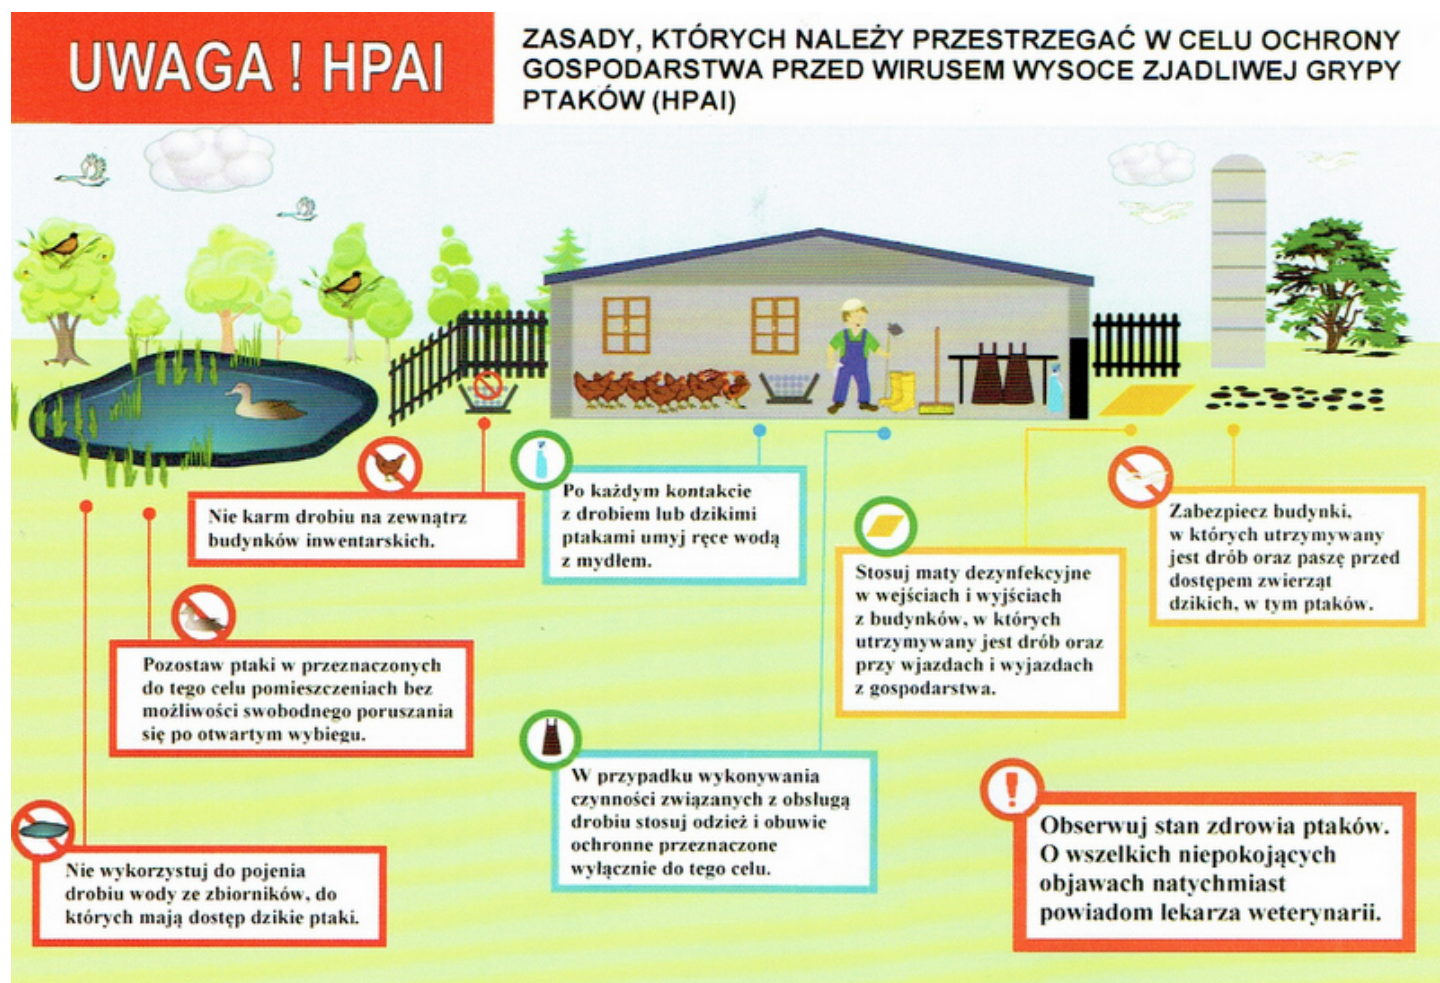 UWAGA ! HPAI
ZASADY, KTÓRYCH NALEŻY PRZESTRZEGAĆ W CELU OCHRONY
GOSPODARSTWA PRZED WIRUSEM WYSOCE ZJADLIWEJ GRYPY
PTAKÓW (HPAI)
Nie karm drobiu na zewnątrz
budynków inwentarskich.
Po każdym kontakcie
z drobiem lub dzikimi
ptakami umyj ręce wodą
z mydłem.
Zabezpiecz budynki,
w których utrzymywany
jest drób oraz paszę przed
dostępem zwierząt
dzikich, w tym ptaków.
Stosuj maty dezynfekcyjne
w wejściach i wyjściach
z budynków, w których
utrzymywany jest drób oraz
przy wjazdach i wyjazdach
z gospodarstwa.
Pozostaw ptaki w przeznaczonych
do tego celu pomieszczeniach bez
możliwości swobodnego poruszania
się po otwartym wybiegu.
W przypadku wykonywania
czynności związanych z obsługą
drobiu stosuj odzież i obuwie
ochronne przeznaczone
wyłącznie do tego celu.
Nie wykorzystuj do pojenia
drobiu wody ze zbiorników, do
których mają dostęp dzikie ptaki.
Obserwuj stan zdrowia ptaków.
O wszelkich niepokojących
objawach natychmiast
powiadom lekarza weterynarii.